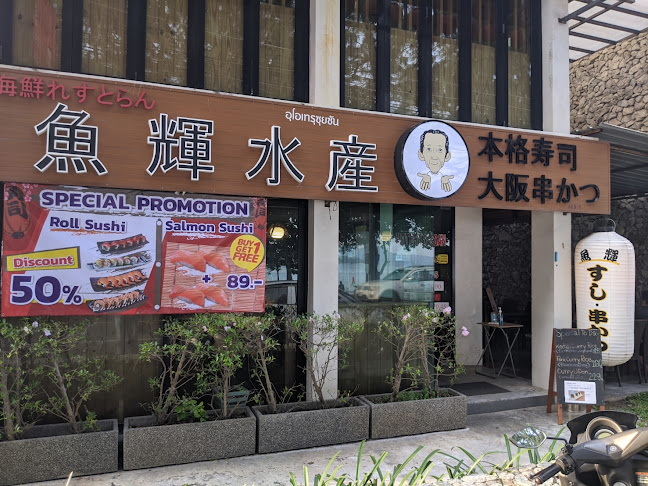 海鮮れすとらん
อุโอเทรุซุยซัน
魚輝水産
本格寿司
大阪串かつ
SPECIAL PROMOTION
Roll Sushi
Salmon Sushi
BUY 1
GET 1
FREE
Discount
50%
+ 89.-
魚輝
すし・串かつ